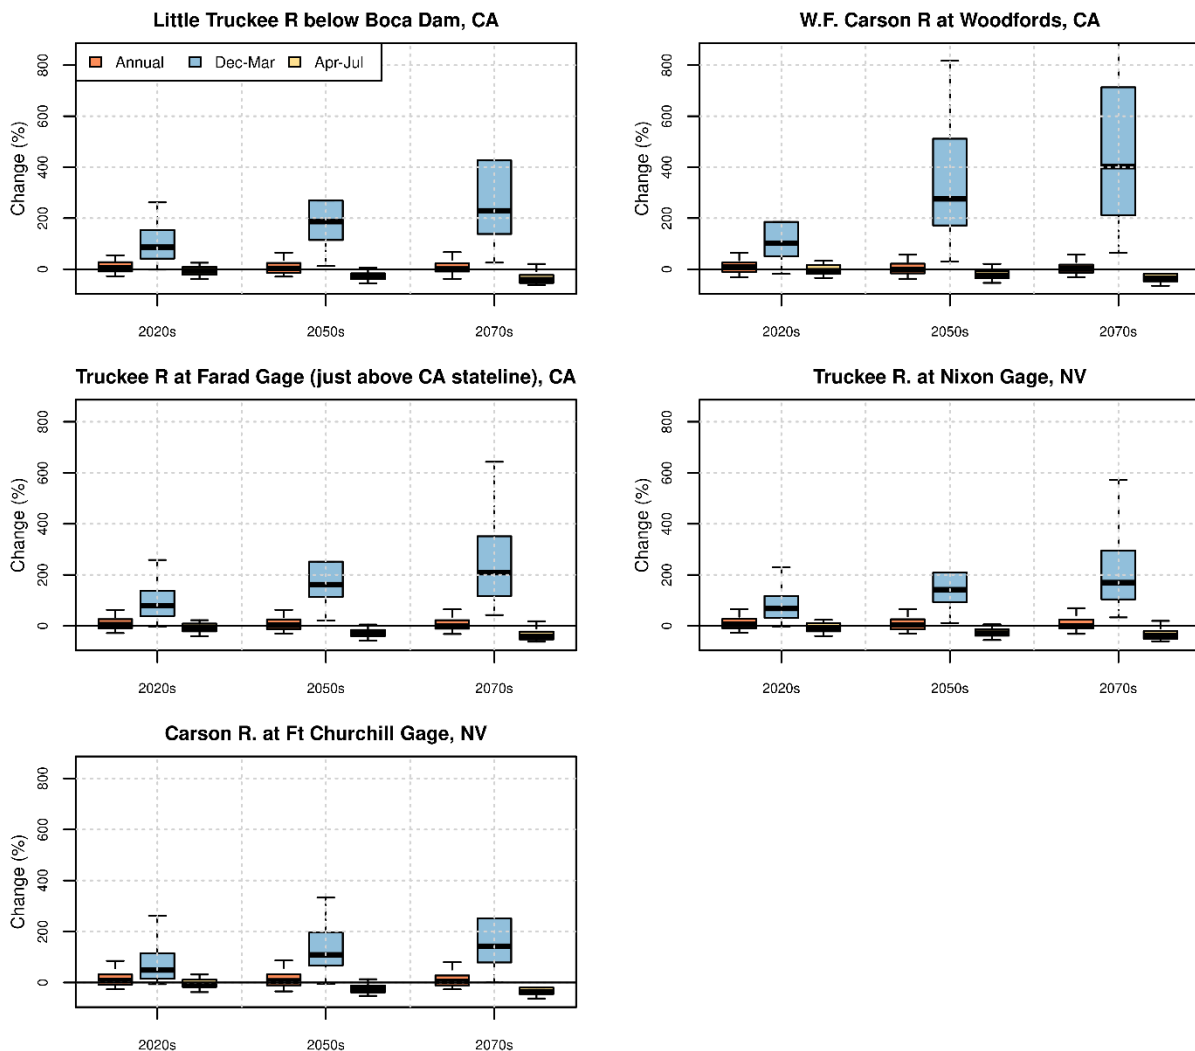 Little Truckee R below Boca Dam, CA
Change (%)
800
600
400
200
0
Annual Dec-Mar Apr-Jul
2020s 2050s 2070s
W.F. Carson R at Woodfords, CA
Change (%)
800
600
400
200
0
2020s 2050s 2070s
Truckee R at Farad Gage (just above CA stateline), CA
Change (%)
800
600
400
200
0
2020s 2050s 2070s
Truckee R. at Nixon Gage, NV
Change (%)
800
600
400
200
0
2020s 2050s 2070s
Carson R. at Ft Churchill Gage, NV
Change (%)
800
600
400
200
0
2020s 2050s 2070s